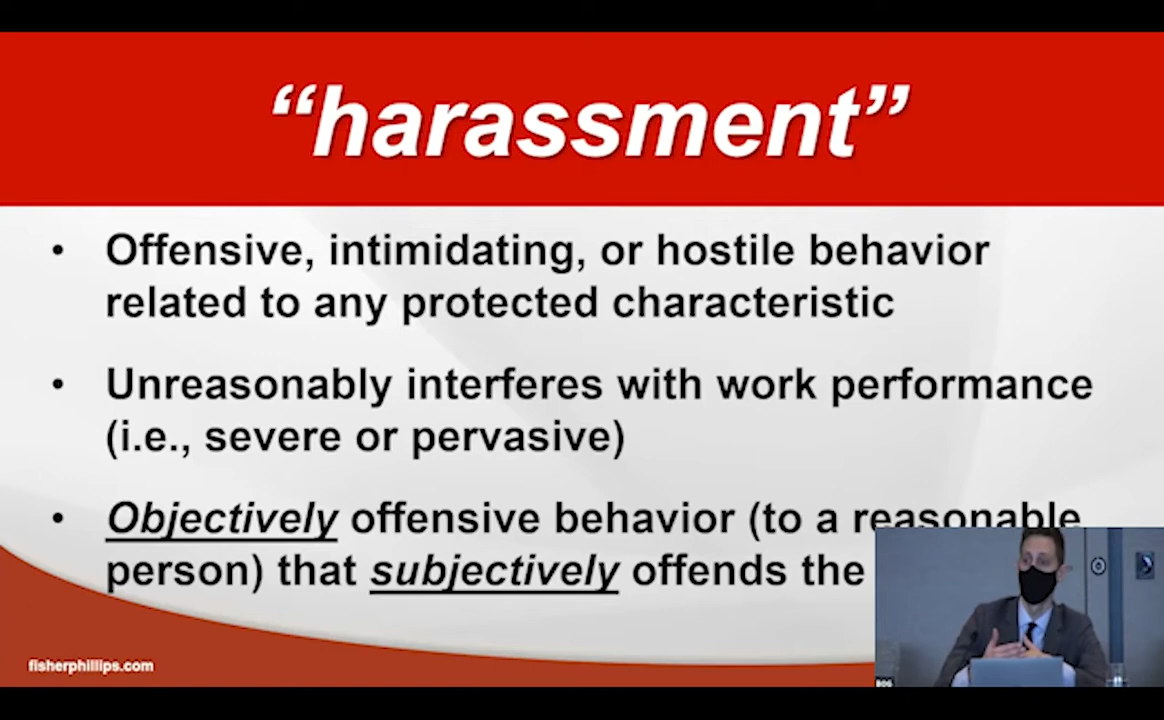 “harassment”
• Offensive, intimidating, or hostile behavior
related to any protected characteristic
• Unreasonably interferes with work performance
(i.e., severe or pervasive)
• Objectively offensive behavior (to a reasonable
person) that subjectively offends the
fisherphillips.com